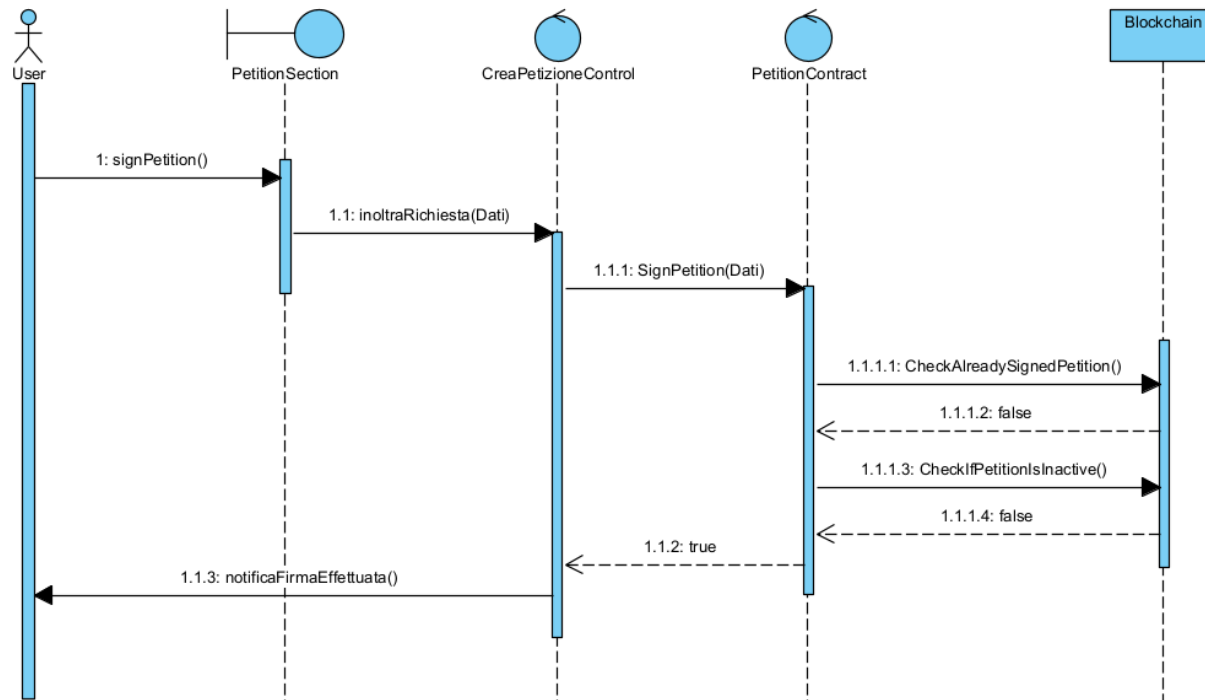 User
PetitionSection
CreaPetizioneControl
PetitionContract
Blockchain
1: signPetition()
1.1: inoltraRichiesta(Dati)
1.1.1: SignPetition(Dati)
1.1.1.1: CheckAlreadySignedPetition()
1.1.1.2: false
1.1.1.3: CheckIfPetitionIsInactive()
1.1.1.4: false
1.1.2: true
1.1.3: notificaFirmaEffettuata()